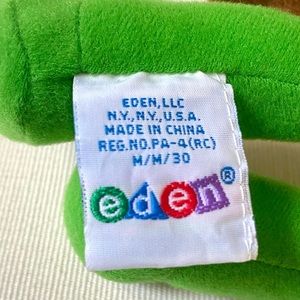 EDEN,LLC
N.Y.,N.Y.,U.S.A.
MADE IN CHINA
REG.NO.PA-4(RC)
M/M/30
eden®